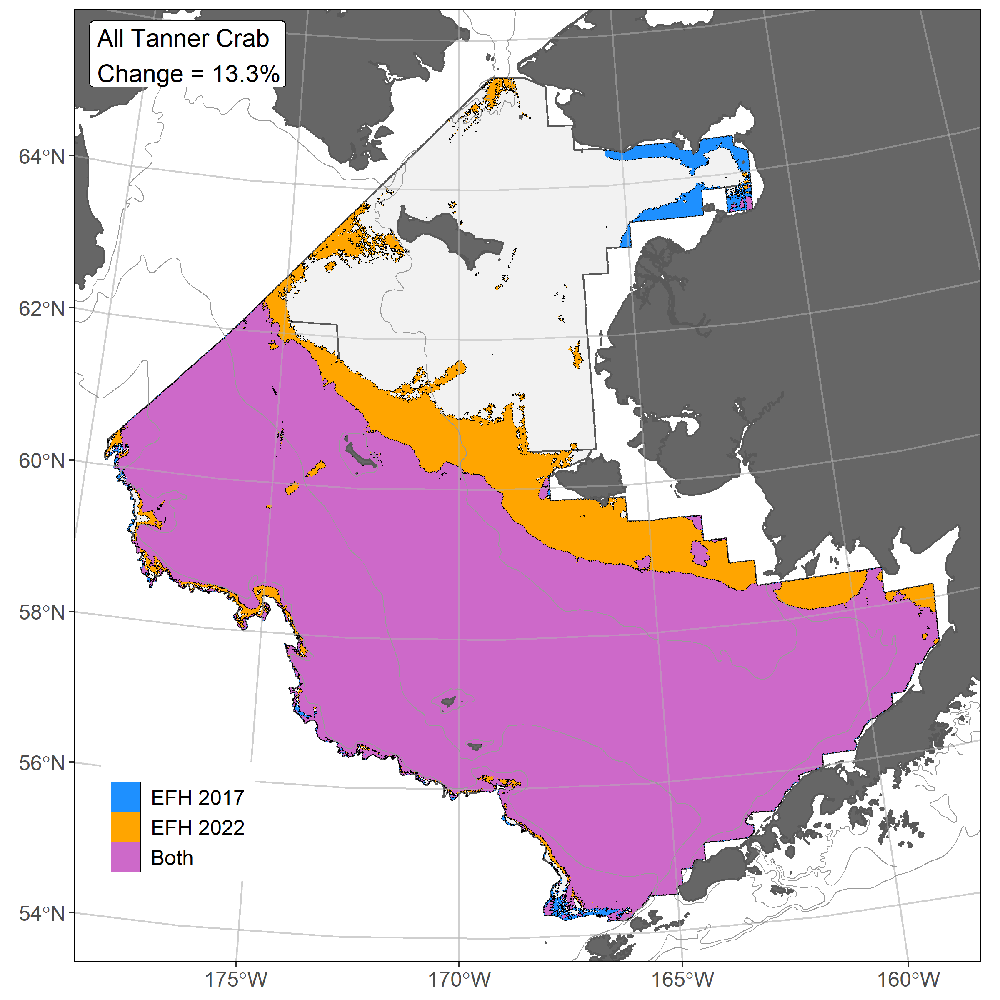 All Tanner Crab
Change = 13.3%
64°N
62°N
60°N
58°N
56°N
54°N
EFH 2017
EFH 2022
Both
175°W
170°W
165°W
160°W